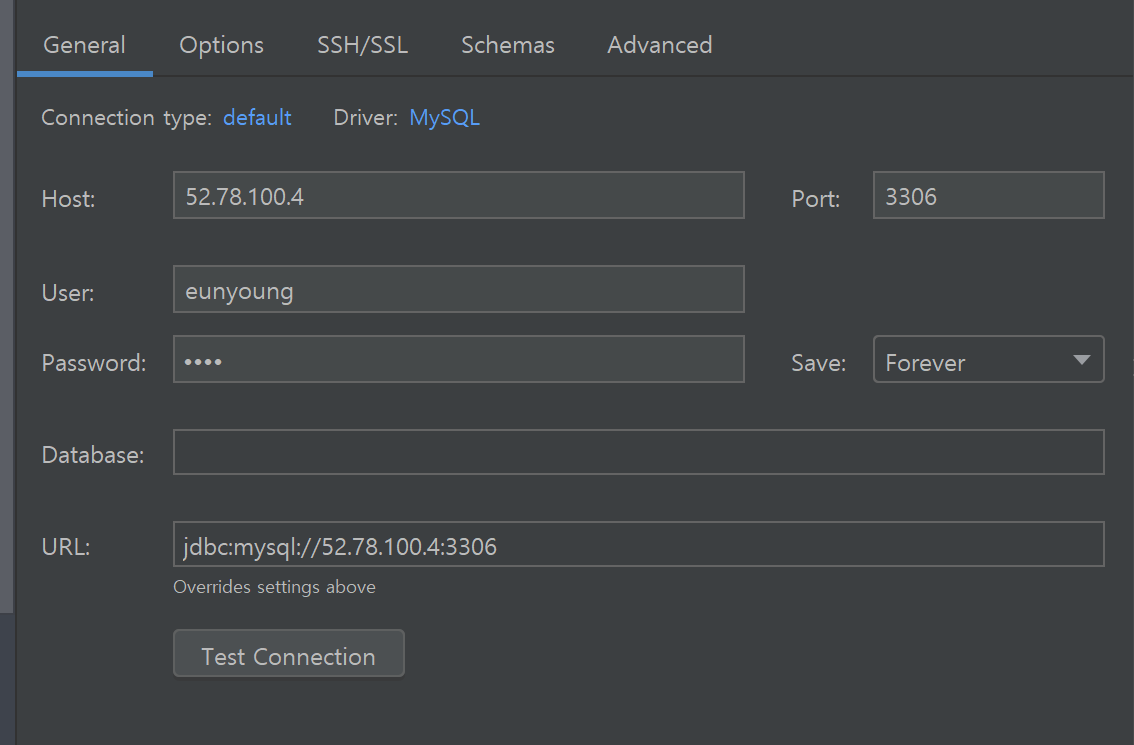 General Options SSH/SSL Schemas Advanced
Connection type: default Driver: MySQL
Host: 52.78.100.4 Port: 3306
User: eunyoung
Password: •••• Save: Forever
Database:
URL: jdbc:mysql://52.78.100.4:3306
Overrides settings above
Test Connection